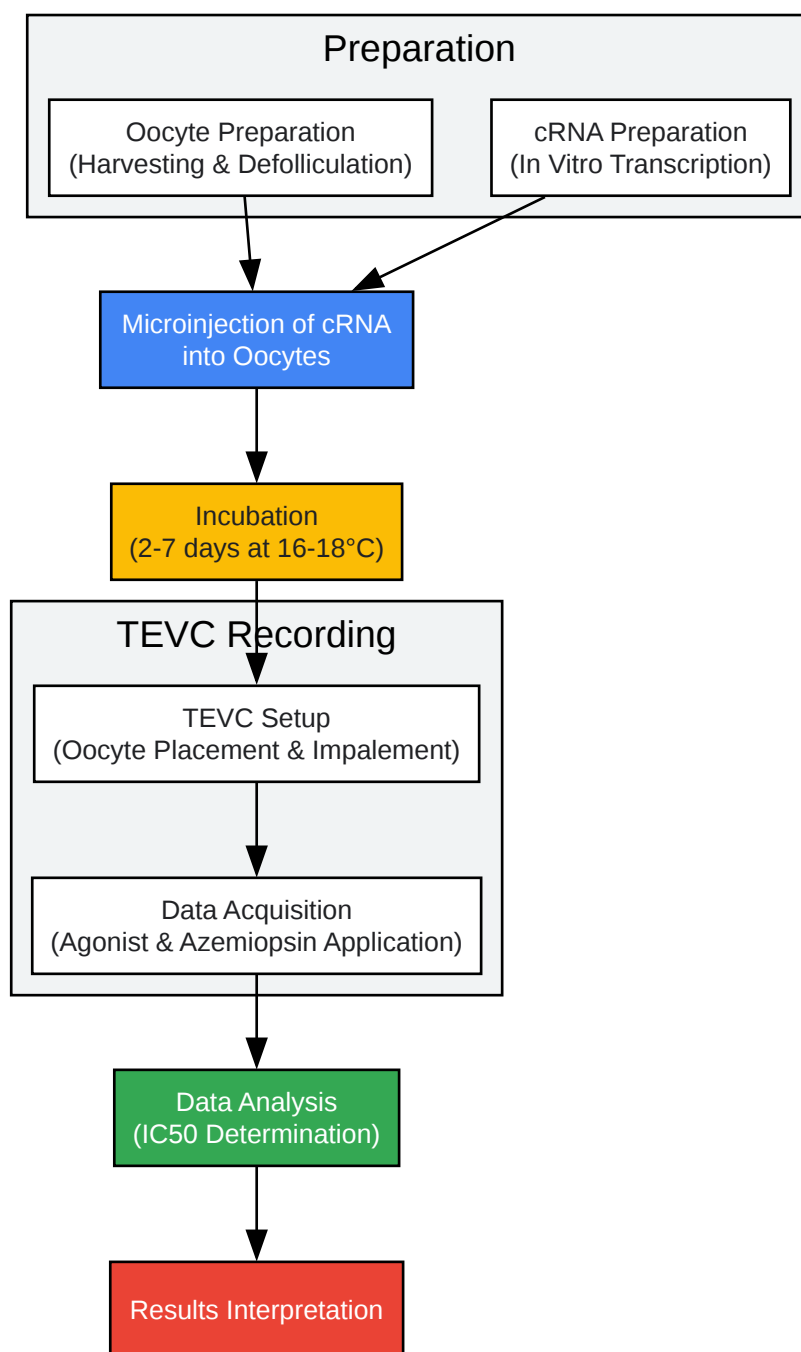 Preparation
Oocyte Preparation
(Harvesting & Defolliculation)
cRNA Preparation
(In Vitro Transcription)
Microinjection of cRNA
into Oocytes
Incubation
(2-7 days at 16-18°C)
TEVC Recording
TEVC Setup
(Oocyte Placement & Impalement)
Data Acquisition
(Agonist & Azemiopsin Application)
Data Analysis
(IC50 Determination)
Results Interpretation